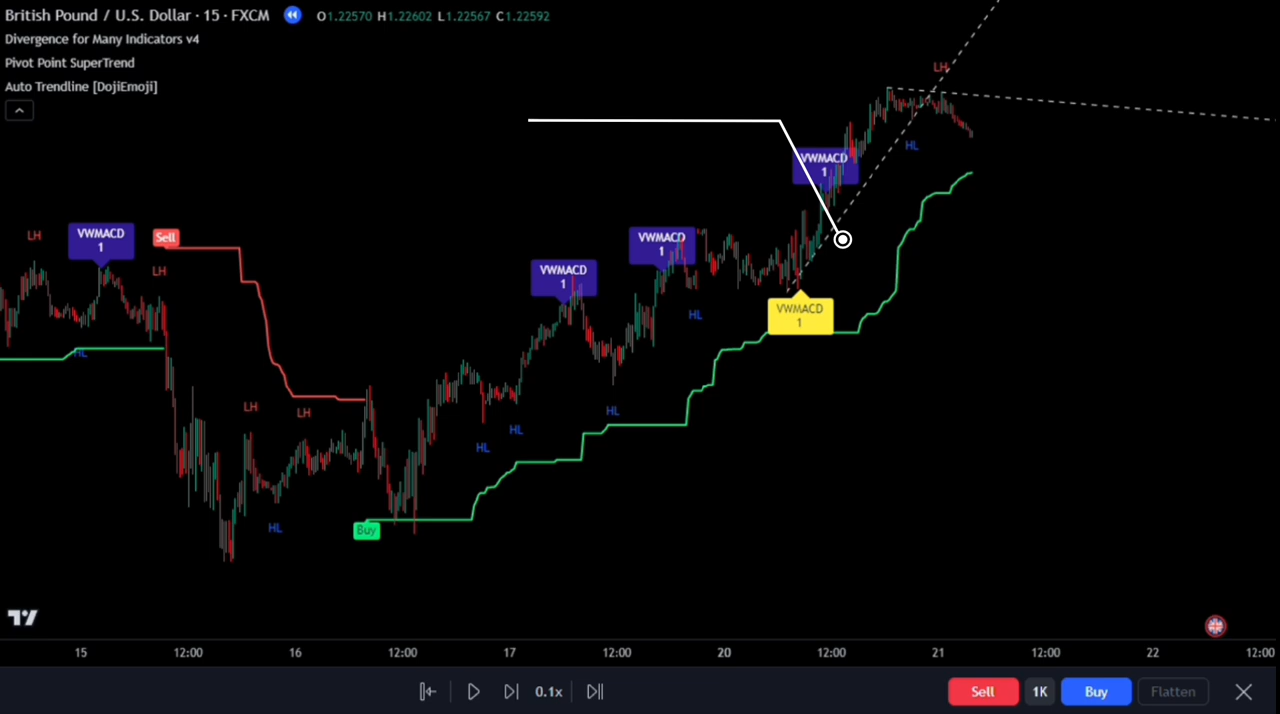 British Pound / U.S. Dollar · 15 · FXCM O1.22570 H1.22602 L1.22567 C1.22592
Divergence for Many Indicators v4
Pivot Point SuperTrend
Auto Trendline [DojiEmoji]
LH
VWMACD
1
HL
LH
Sell
LH
HL
LH
Buy
HL
HL
VWMACD
1
HL
VWMACD
1
HL
VWMACD
1
VWMACD
1
HL
LH
15 12:00 16 12:00 17 12:00 20 12:00 21 12:00 22 12:00
0.1x Sell 1K Buy Flatten